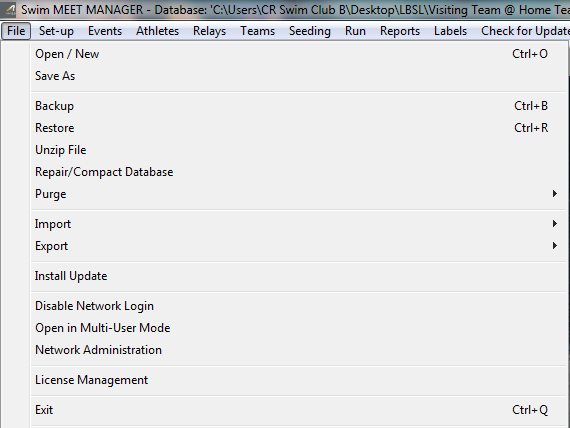 Swim MEET MANAGER - Database: 'C:\Users\CR Swim Club B\Desktop\LBSL\Visiting Team @ Home Tea
File Set-up Events Athletes Relays Teams Seeding Run Reports Labels Check for Update
Open / New Ctrl+O
Save As
Backup Ctrl+B
Restore Ctrl+R
Unzip File
Repair/Compact Database
Purge
Import
Export
Install Update
Disable Network Login
Open in Multi-User Mode
Network Administration
License Management
Exit Ctrl+Q